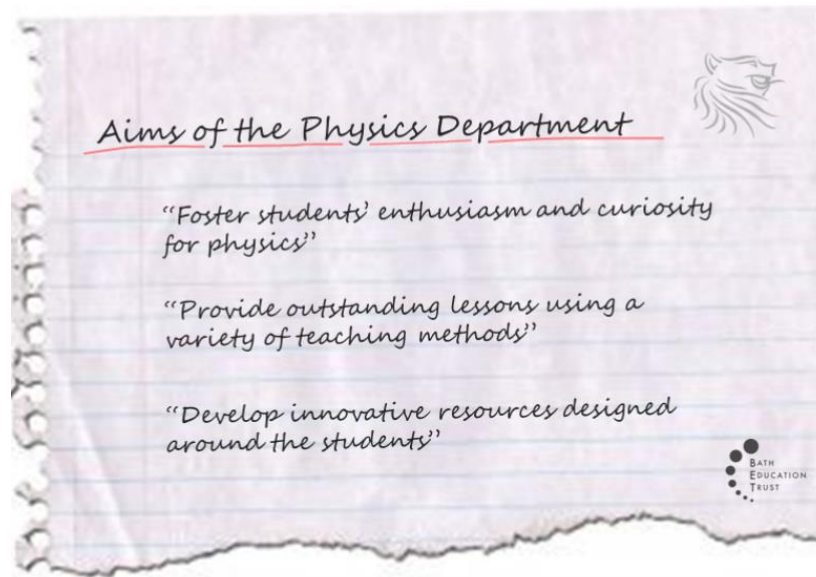 Aims of the Physics Department
“Foster students’ enthusiasm and curiosity
for physics”
“Provide outstanding lessons using a
variety of teaching methods”
“Develop innovative resources designed
around the students”
BATH
EDUCATION
TRUST